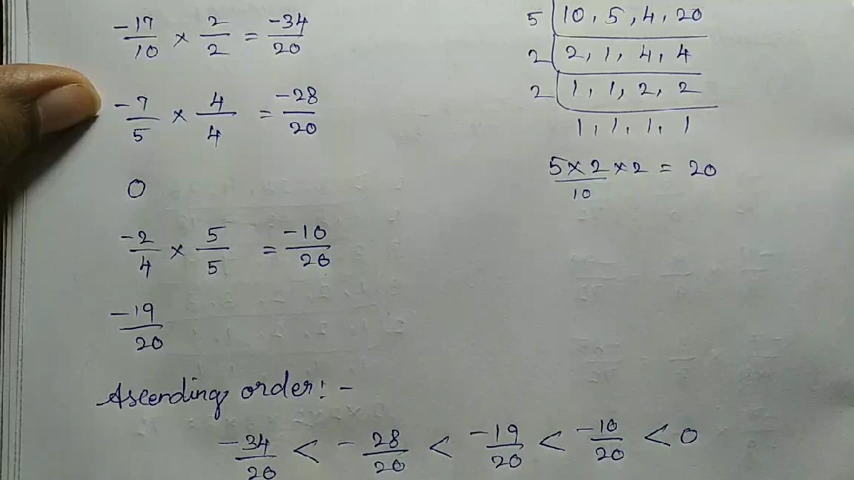 -17/10 × 2/2 = -34/20
-7/5 × 4/4 = -28/20
0
-2/4 × 5/5 = -10/20
-19/20
5 | 10, 5, 4, 20
2 | 2, 1, 4, 4
2 | 1, 1, 2, 2
1, 1, 1, 1
5 × 2 × 2 = 20
10
Ascending order: -
-34/20 < -28/20 < -19/20 < -10/20 < 0